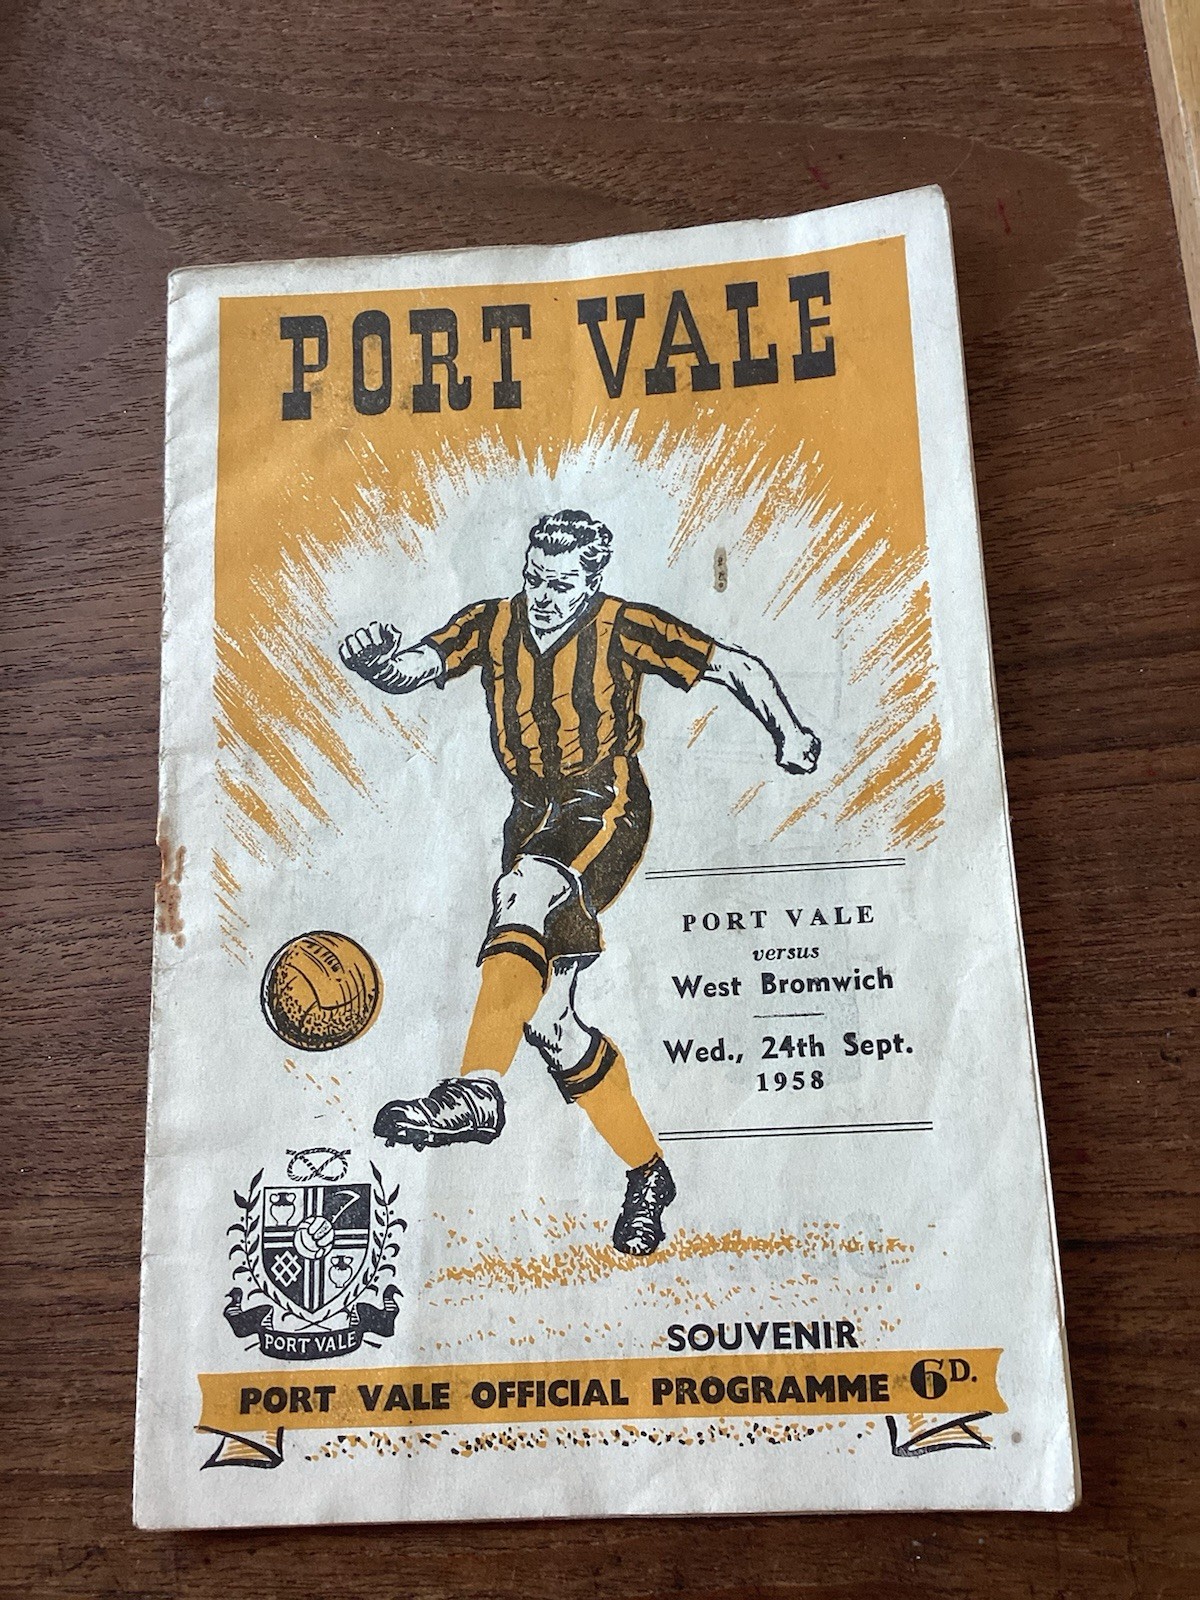 PORT VALE
PORT VALE
versus
West Bromwich
Wed., 24th Sept.
1958
PORT VALE
SOUVENIR
PORT VALE OFFICIAL PROGRAMME 6D.